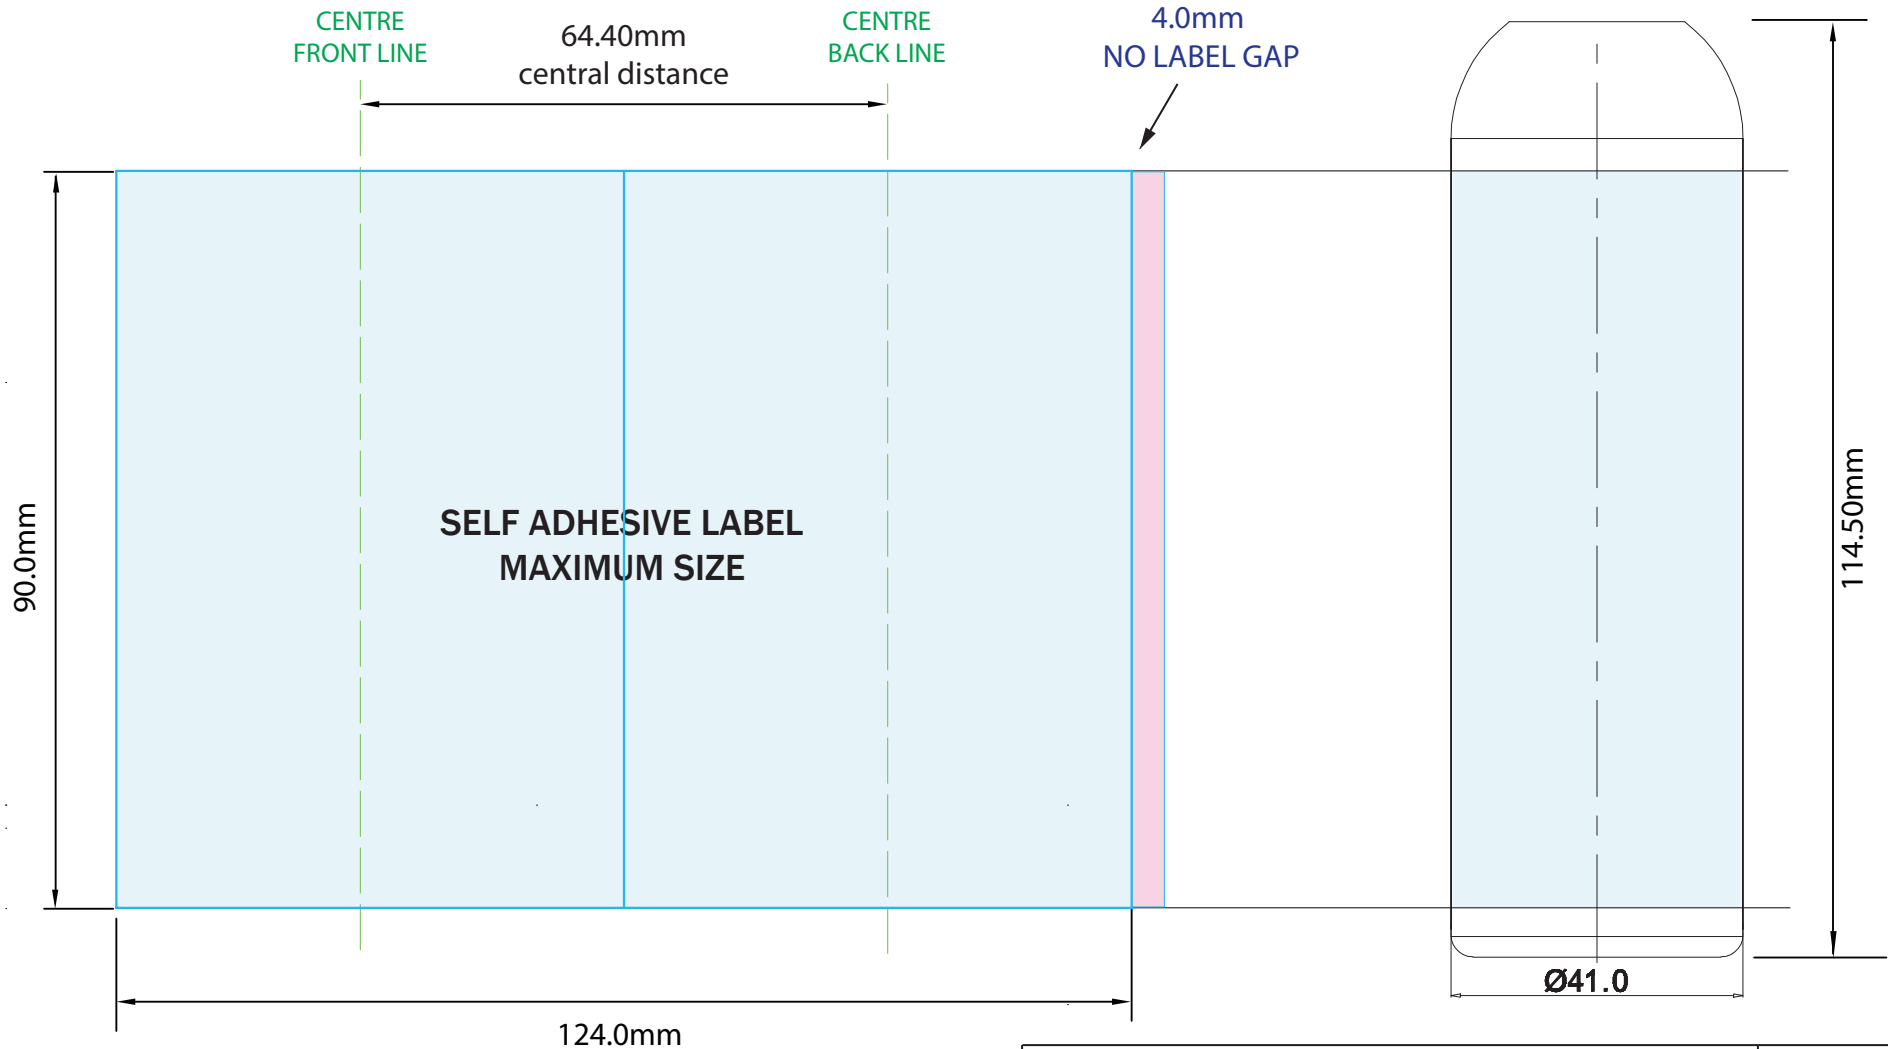 CENTRE
FRONT LINE
64.40mm
central distance
CENTRE
BACK LINE
4.0mm
NO LABEL GAP
90.0mm
SELF ADHESIVE LABEL
MAXIMUM SIZE
114.50mm
Ø41.0
124.0mm